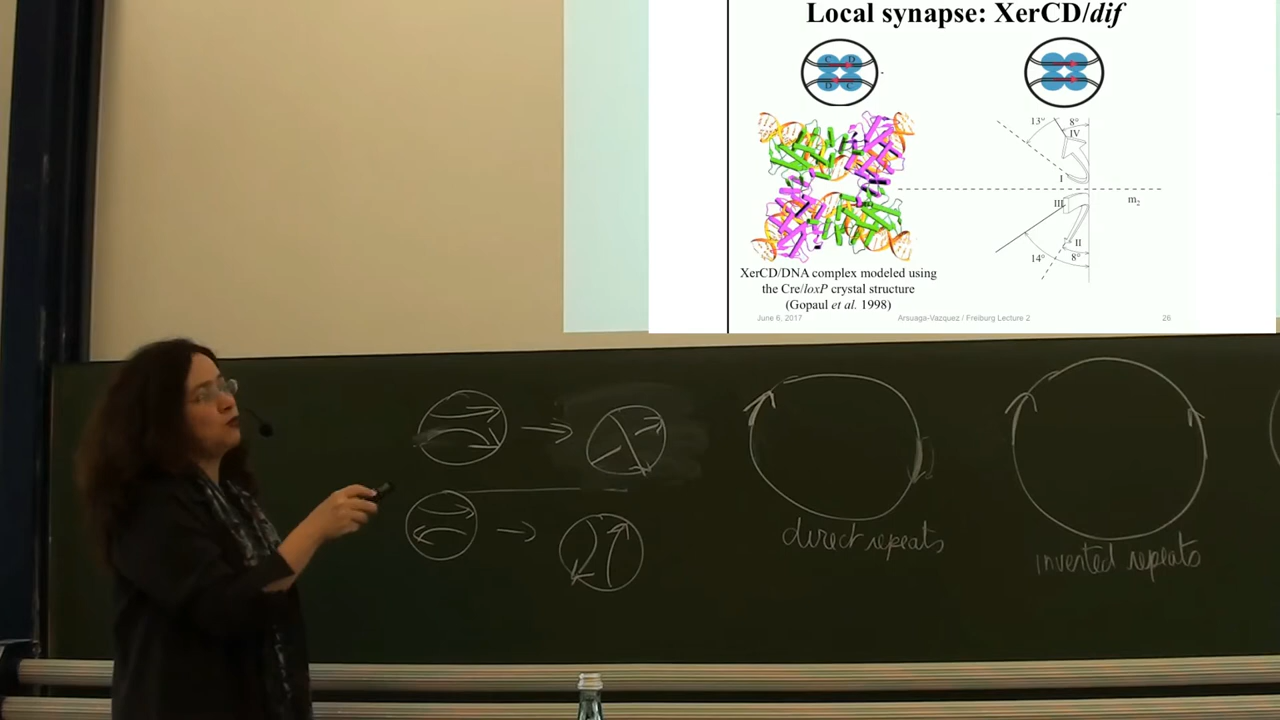 Local synapse: XerCD/dif
C D
D C
13° 8°
IV
I
III
m2
II
14° 8°
XerCD/DNA complex modeled using
the Cre/loxP crystal structure
(Gopaul et al. 1998)
June 6, 2017 Arsuaga-Vazquez / Freiburg Lecture 2 26
direct repeats
inverted repeats